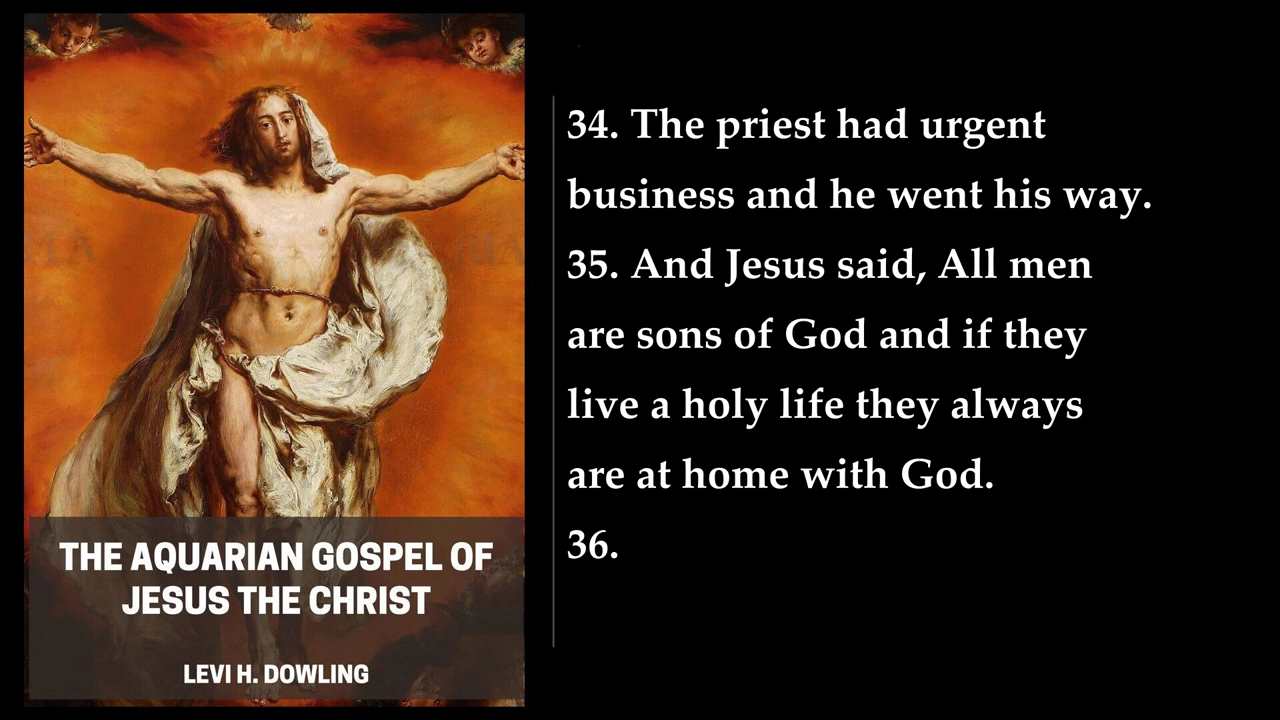 34. The priest had urgent
business and he went his way.
35. And Jesus said, All men
are sons of God and if they
live a holy life they always
are at home with God.
36.
THE AQUARIAN GOSPEL OF
JESUS THE CHRIST
LEVI H. DOWLING